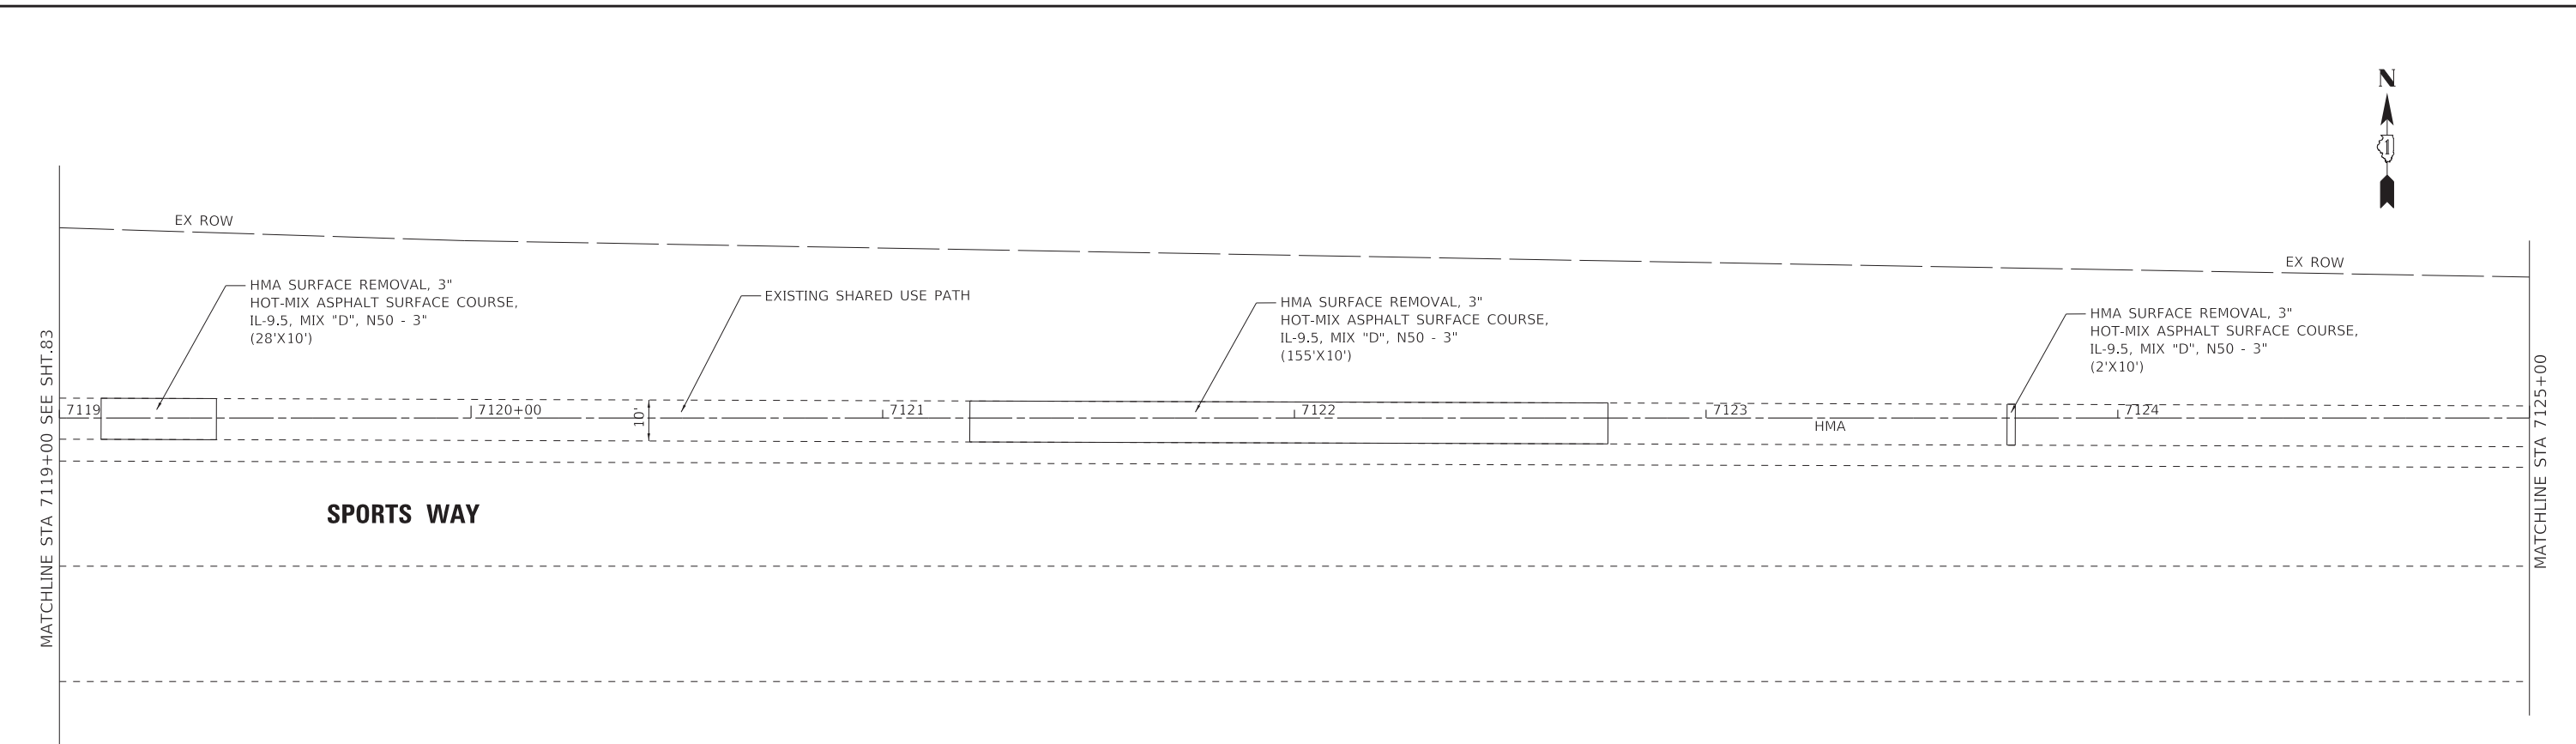 N
1
EX ROW
EX ROW
HMA SURFACE REMOVAL, 3"
HOT-MIX ASPHALT SURFACE COURSE,
IL-9.5, MIX "D", N50 - 3"
(28'X10')
EXISTING SHARED USE PATH
HMA SURFACE REMOVAL, 3"
HOT-MIX ASPHALT SURFACE COURSE,
IL-9.5, MIX "D", N50 - 3"
(155'X10')
HMA SURFACE REMOVAL, 3"
HOT-MIX ASPHALT SURFACE COURSE,
IL-9.5, MIX "D", N50 - 3"
(2'X10')
MATCHLINE STA 7119+00 SEE SHT.83
7119
7120+00
10'
7121
7122
7123
HMA
7124
MATCHLINE STA 7125+00
SPORTS WAY